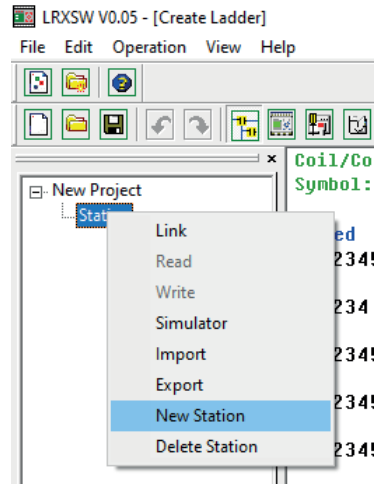 LRXSW V0.05 - [Create Ladder]
File Edit Operation View Help
Coil/Co
Symbol:
New Project
Stati
Link
Read
Write
Simulator
Import
Export
New Station
Delete Station
ed
2345
234
2345
2345
2345